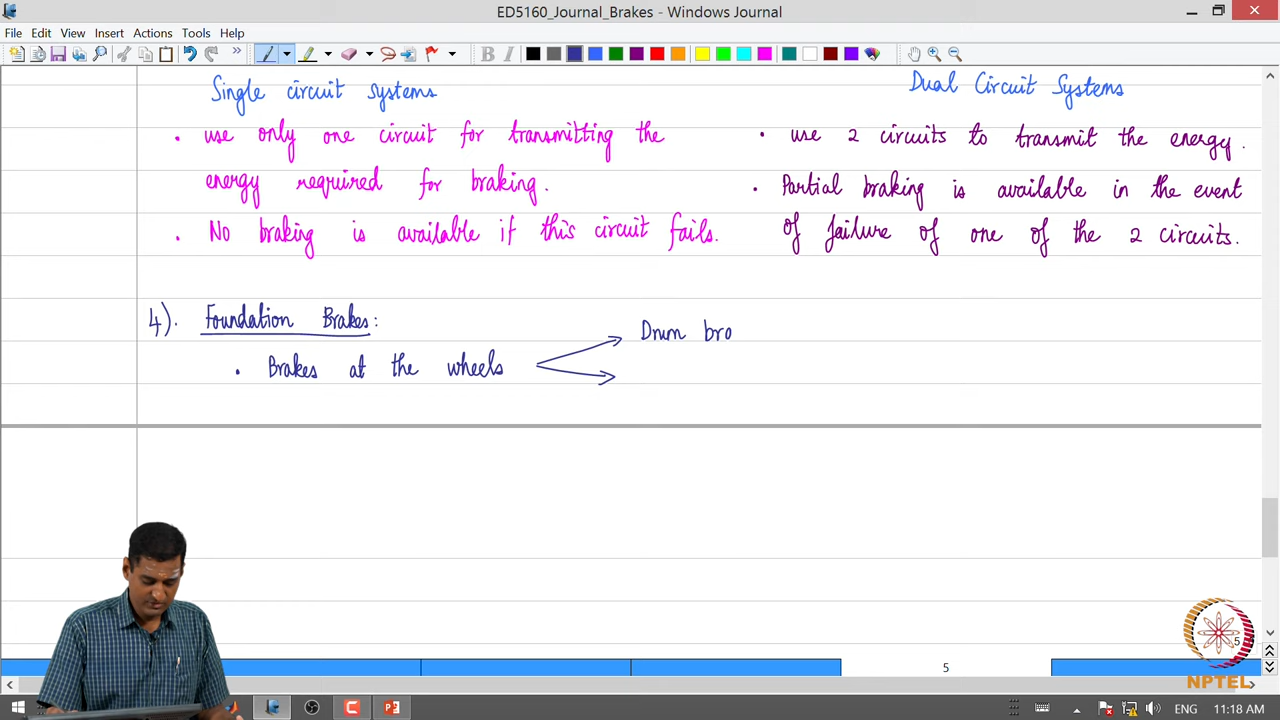 ED5160_Journal_Brakes - Windows Journal
File Edit View Insert Actions Tools Help
Single circuit systems
• use only one circuit for transmitting the
energy required for braking.
• No braking is available if this circuit fails.
Dual Circuit Systems
• use 2 circuits to transmit the energy.
• Partial braking is available in the event
of failure of one of the 2 circuits.
4). Foundation Brakes:
• Brakes at the wheels
Drum bra
5
5
NPTEL
ENG 11:18 AM